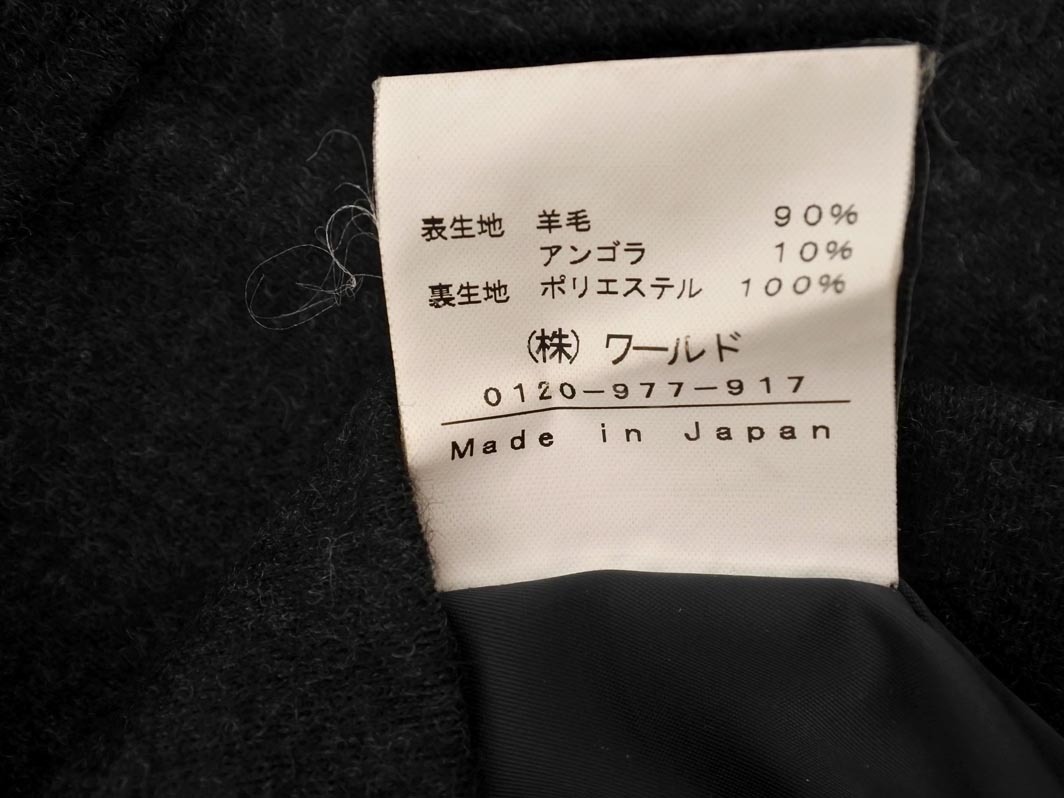 表生地 羊毛 90%
アンゴラ 10%
裏生地 ポリエステル 100%
(株) ワールド
0120-977-917
Made in Japan